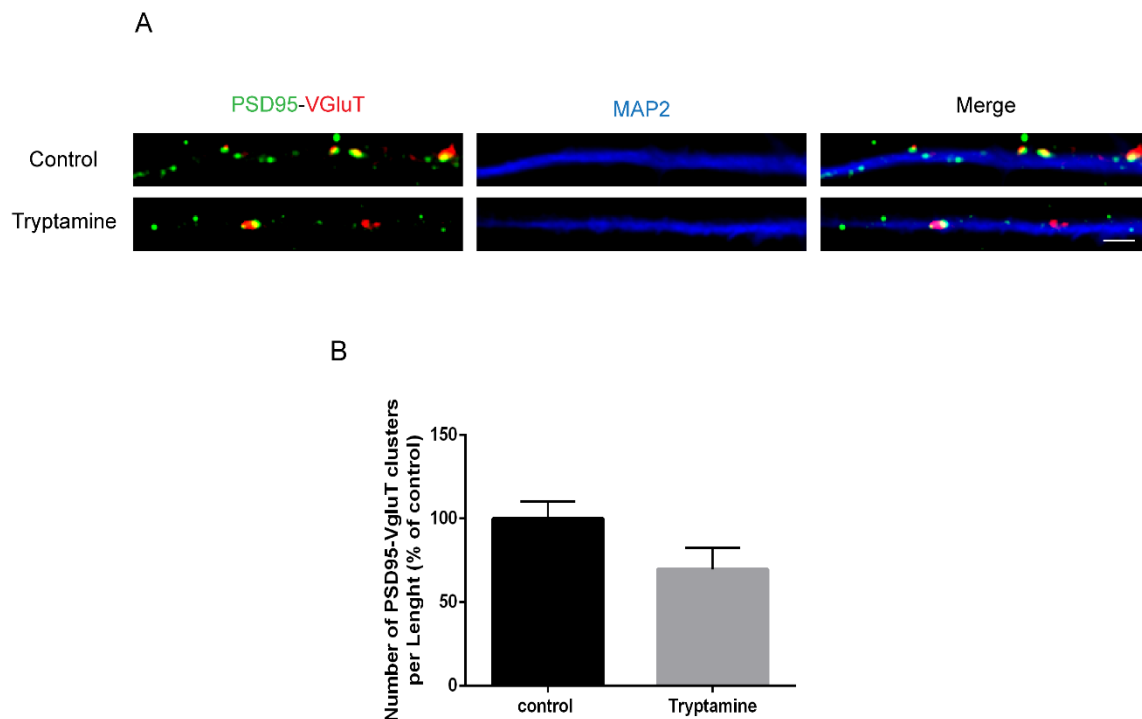 A
PSD95-VGluT
MAP2
Merge
Control
Tryptamine
B
Number of PSD95-VgluT clusters
per Lenght (% of control)
150
100
50
0
control
Tryptamine